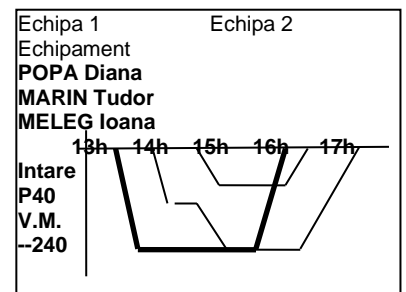 Echipa 1 Echipa 2
Echipament
POPA Diana
MARIN Tudor
MELEG Ioana
13h 14h 15h 16h 17h
Intare
P40
V.M.
--240